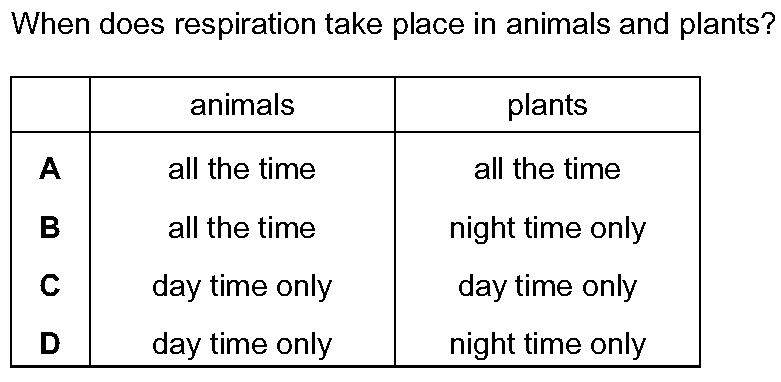 When does respiration take place in animals and plants?
animals plants
A all the time all the time
B all the time night time only
C day time only day time only
D day time only night time only